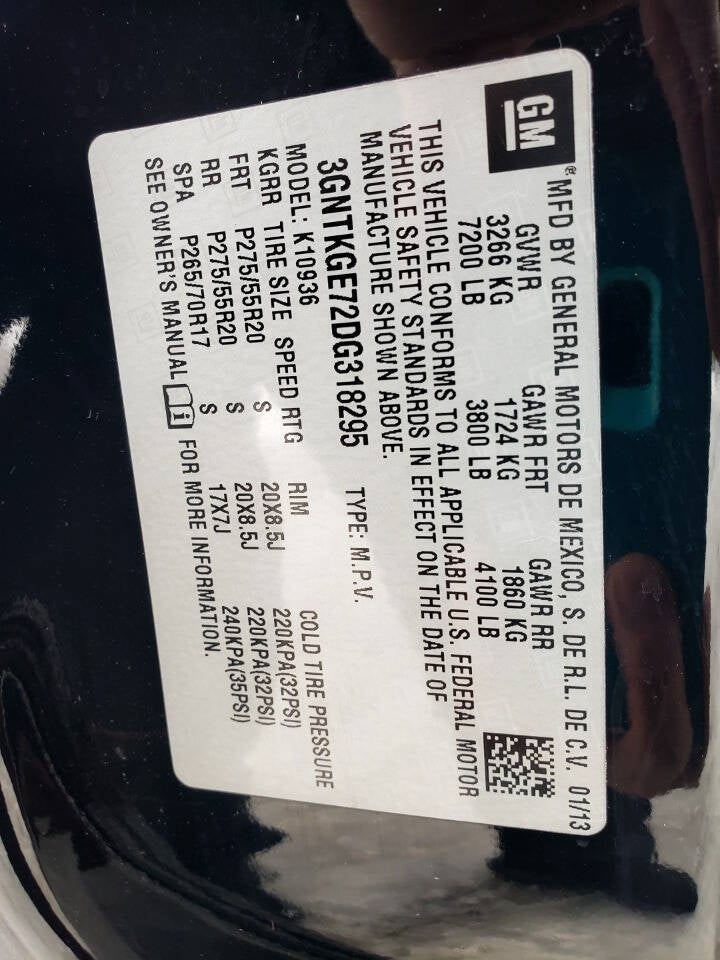 GM
® MFD BY GENERAL MOTORS DE MEXICO, S. DE R.L. DE C.V. 01/13
GVWR GAWR FRT GAWR RR
3266 KG 1724 KG 1860 KG
7200 LB 3800 LB 4100 LB
THIS VEHICLE CONFORMS TO ALL APPLICABLE U.S. FEDERAL MOTOR
VEHICLE SAFETY STANDARDS IN EFFECT ON THE DATE OF
MANUFACTURE SHOWN ABOVE.
3GNTKGE72DG318295 TYPE: M.P.V.
MODEL: K10936
KGRR TIRE SIZE SPEED RTG RIM COLD TIRE PRESSURE
FRT P275/55R20 S 20X8.5J 220KPA(32PSI)
RR P275/55R20 S 20X8.5J 220KPA(32PSI)
SPA P265/70R17 S 17X7J 240KPA(35PSI)
SEE OWNER'S MANUAL FOR MORE INFORMATION.